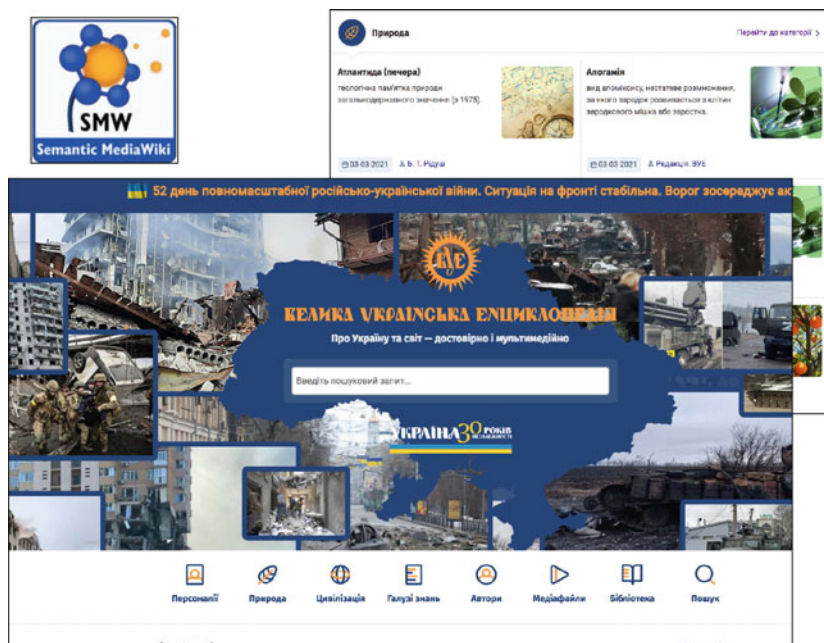 SMW
Semantic MediaWiki
Природа
Перейти до категорії >
Атлантида (печера)
геологічна пам'ятка природи
загальнодержавного значення (з 1975).
03-03-2021
Б. Т. Рідуш
Апогамія
вид апоміксису, нестатеве розмноження,
за якого зародок розвивається з клітин
зародкового мішка або заростка.
03-03-2021
Редакція ВУЕ
52 день повномасштабної російсько-української війни. Ситуація на фронті стабільна. Ворог зосереджує ак
ВУЕ
ВЕЛИКА УКРАЇНСЬКА ЕНЦИКЛОПЕДІЯ
Про Україну та світ — достовірно і мультимедійно
Введіть пошуковий запит...
УКРАЇНА 30 РОКІВ
НЕЗАЛЕЖНОСТІ
Персоналії
Природа
Цивілізація
Галузі знань
Автори
Медіафайли
Бібліотека
Пошук